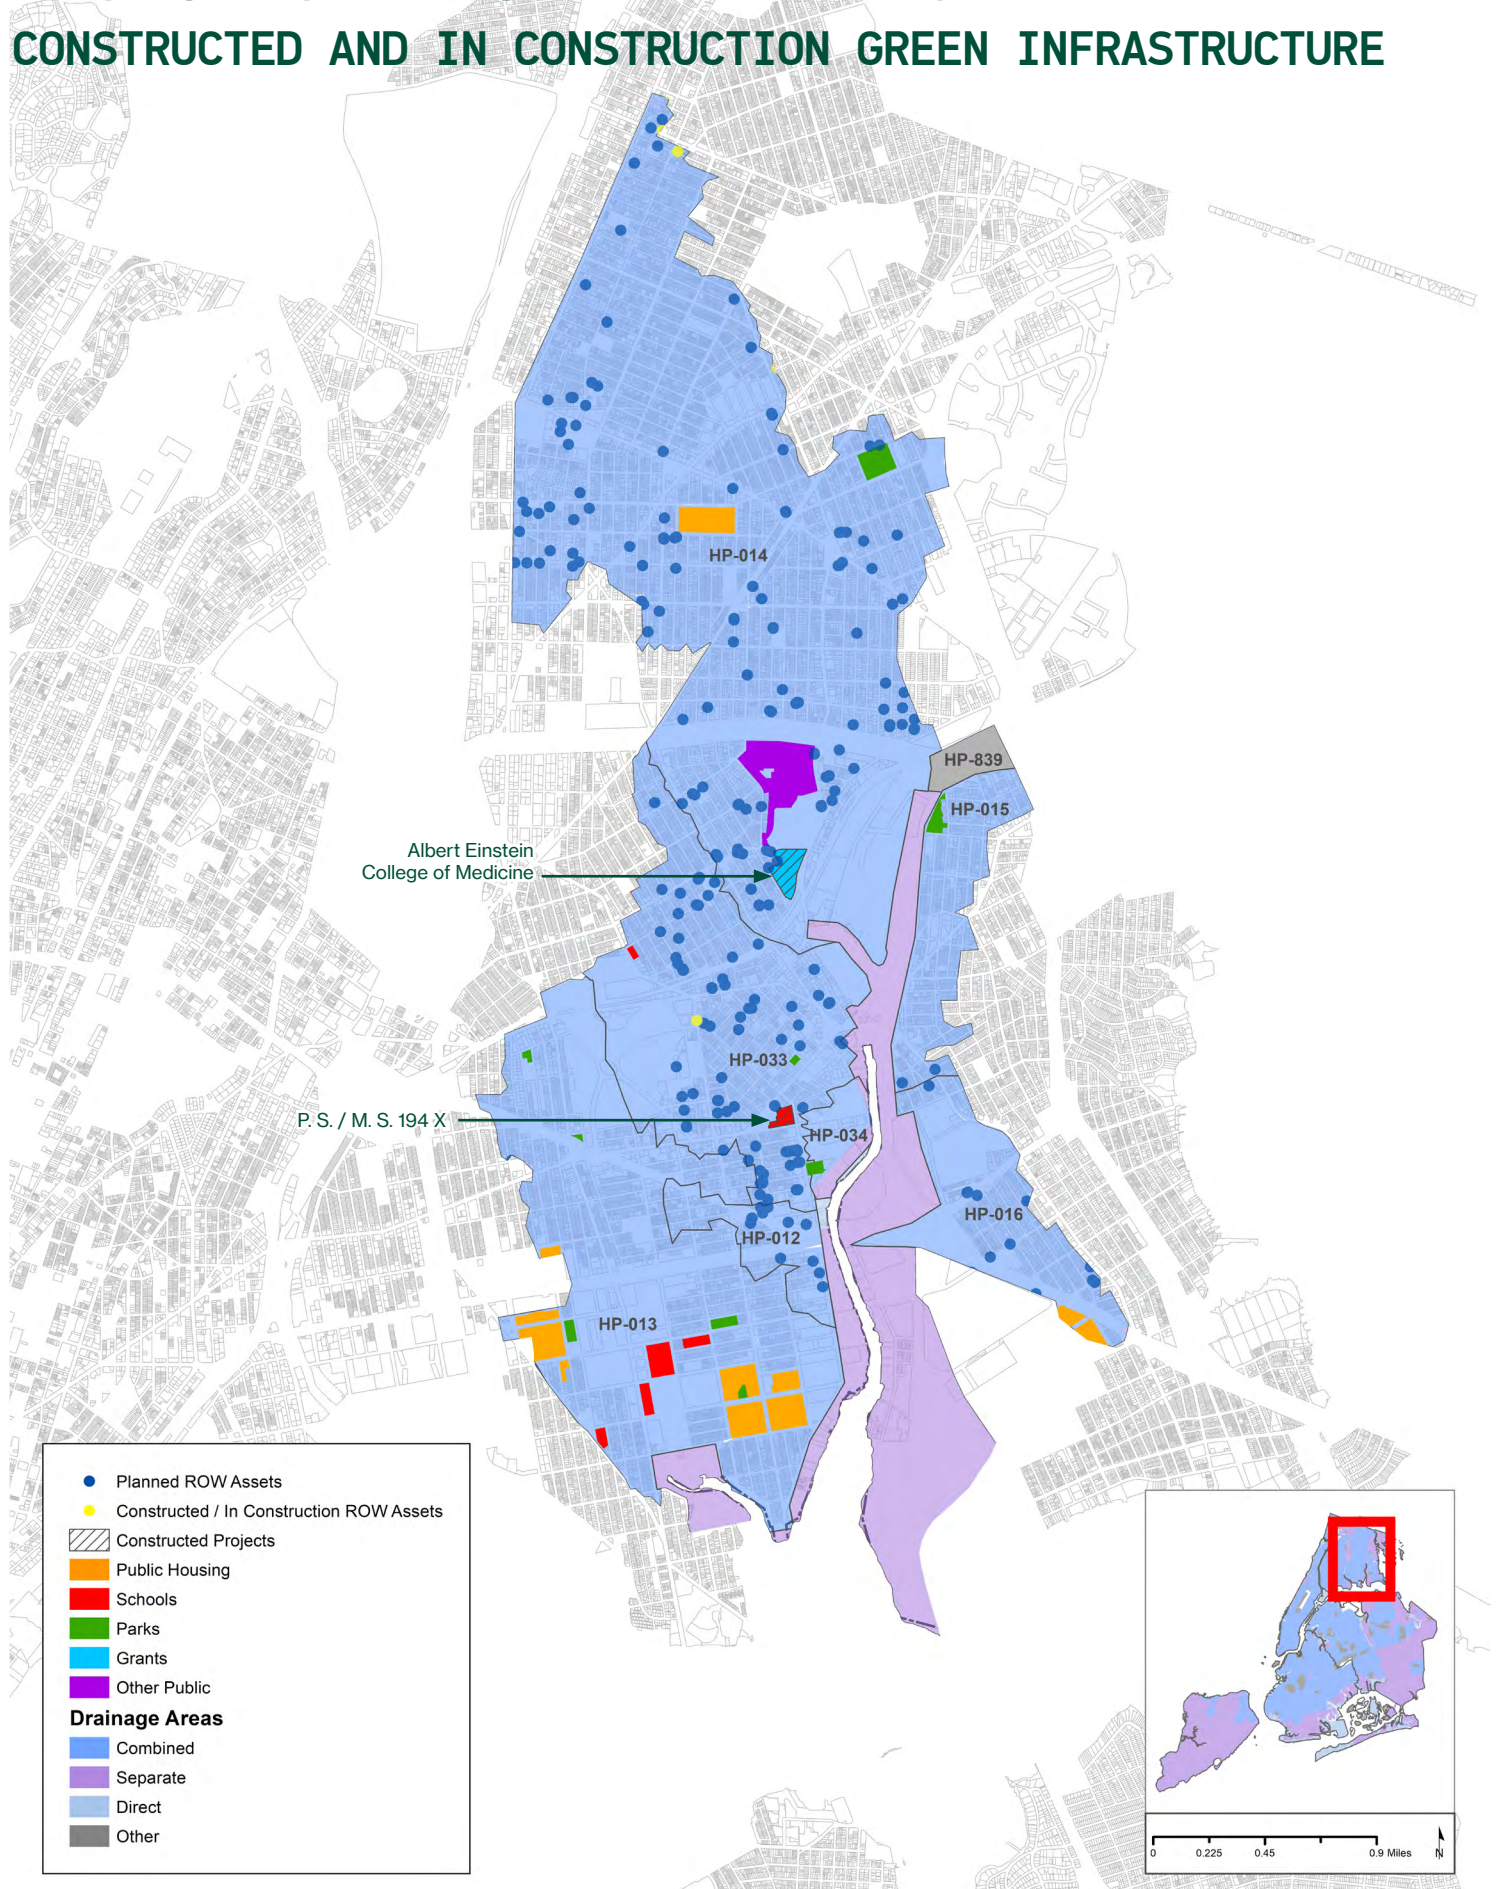 CONSTRUCTED AND IN CONSTRUCTION GREEN INFRASTRUCTURE
HP-014
HP-839
HP-015
Albert Einstein
College of Medicine
HP-033
P. S. / M. S. 194 X
HP-034
HP-016
HP-012
HP-013
Planned ROW Assets
Constructed / In Construction ROW Assets
Constructed Projects
Public Housing
Schools
Parks
Grants
Other Public
Drainage Areas
Combined
Separate
Direct
Other
0 0.225 0.45 0.9 Miles
N